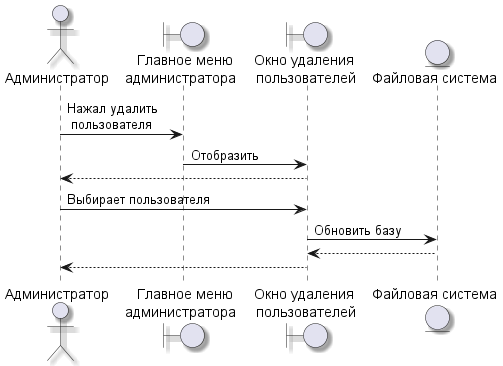 Администратор
Главное меню
администратора
Окно удаления
пользователей
Файловая система
Нажал удалить
пользователя
Отобразить
Выбирает пользователя
Обновить базу
Администратор
Главное меню
администратора
Окно удаления
пользователей
Файловая система